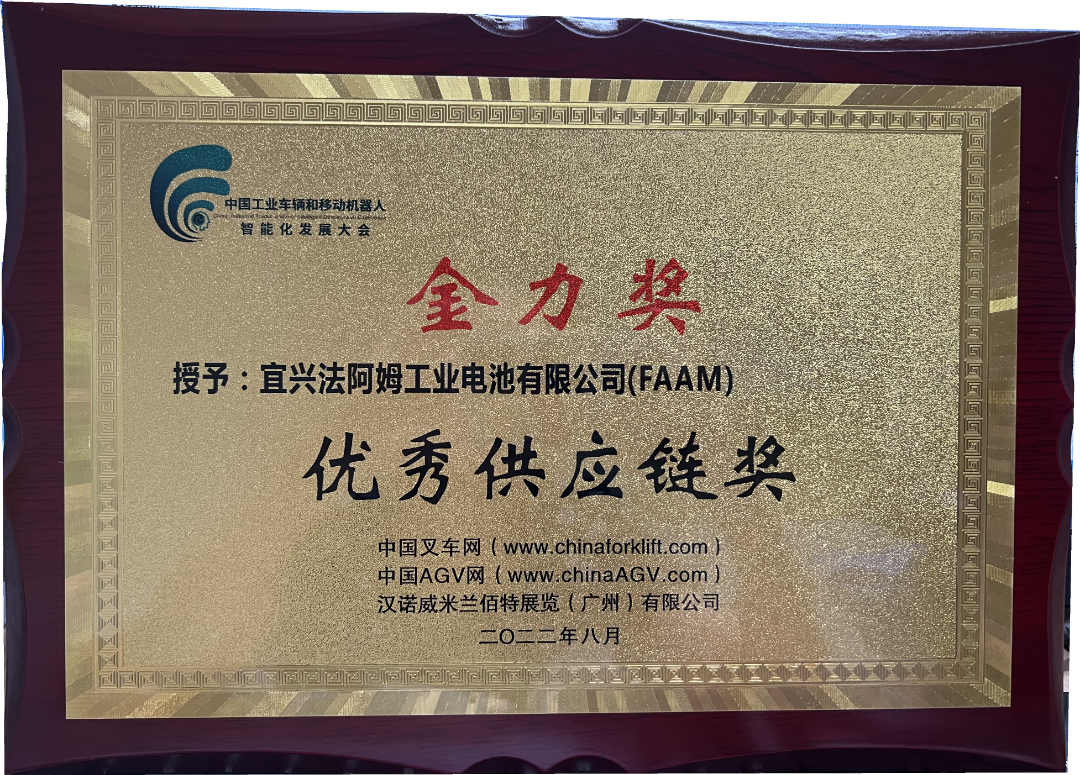 中国工业车辆和移动机器人
智能化发展大会
金力奖
授予：宜兴法阿姆工业电池有限公司(FAAM)
优秀供应链奖
中国叉车网（www.chinaforklift.com）
中国AGV网（www.chinaAGV.com）
汉诺威米兰佰特展览（广州）有限公司
二〇二二年八月